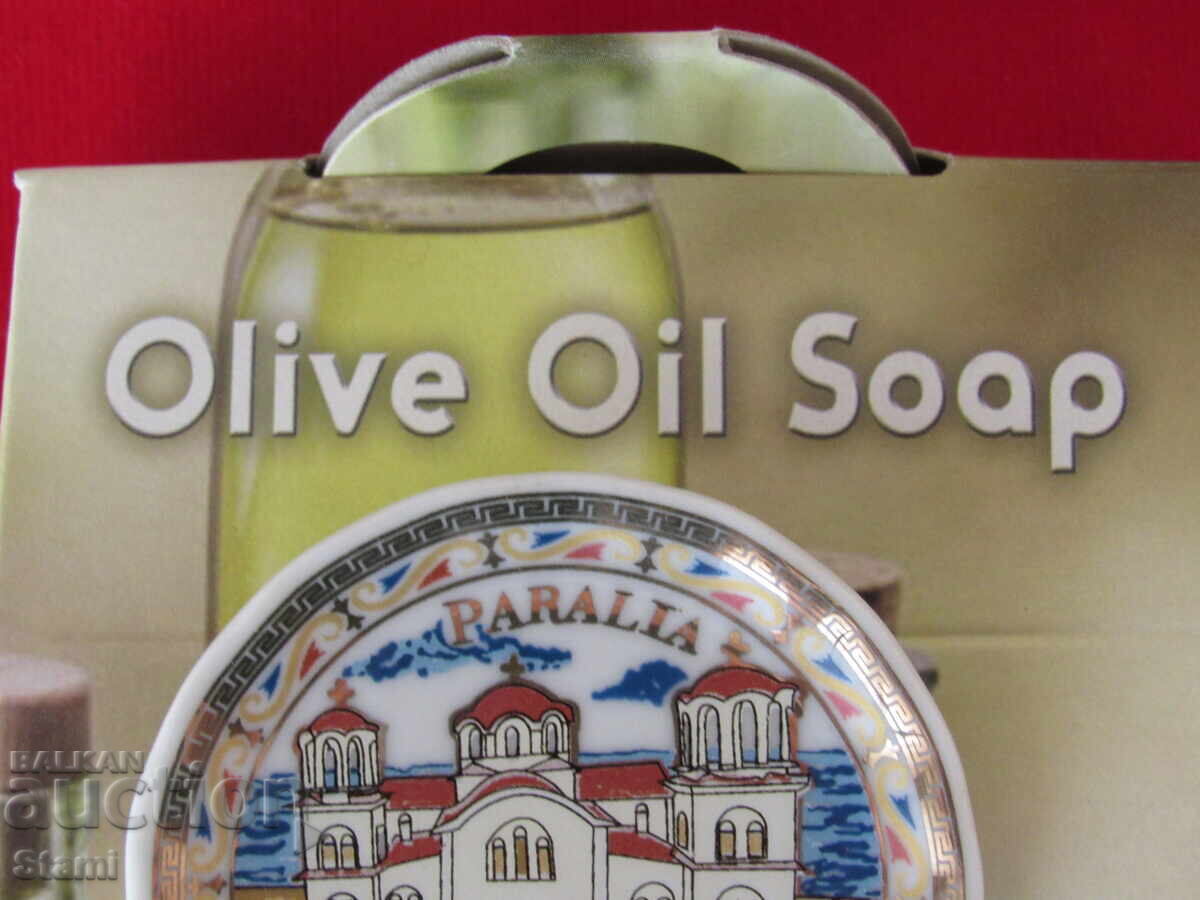 Olive Oil Soap
PARALIA
BALKAN
auction
Stami